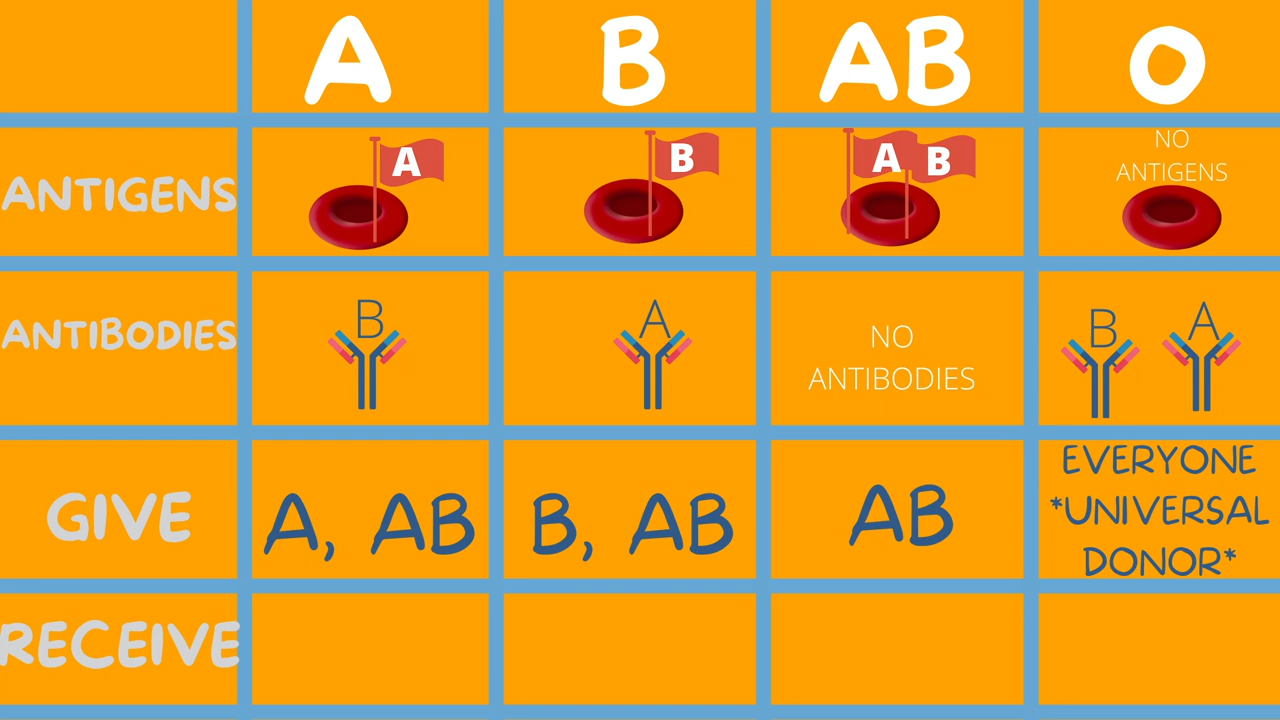 A B AB O
ANTIGENS A B A B NO
ANTIGENS
ANTIBODIES B A NO
ANTIBODIES B A
GIVE A, AB B, AB AB EVERYONE
*UNIVERSAL
DONOR*
RECEIVE